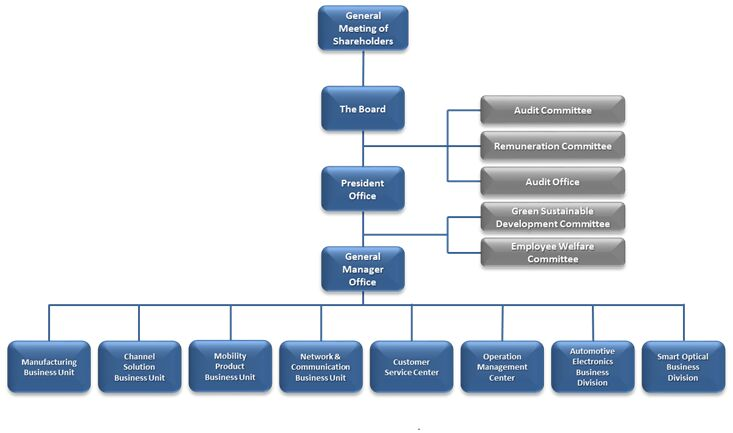 General
Meeting of
Shareholders
The Board
Audit Committee
Remuneration Committee
Audit Office
President
Office
Green Sustainable
Development Committee
Employee Welfare
Committee
General
Manager
Office
Manufacturing
Business Unit
Channel
Solution
Business Unit
Mobility
Product
Business Unit
Network &
Communication
Business Unit
Customer
Service Center
Operation
Management
Center
Automotive
Electronics
Business
Division
Smart Optical
Business
Division